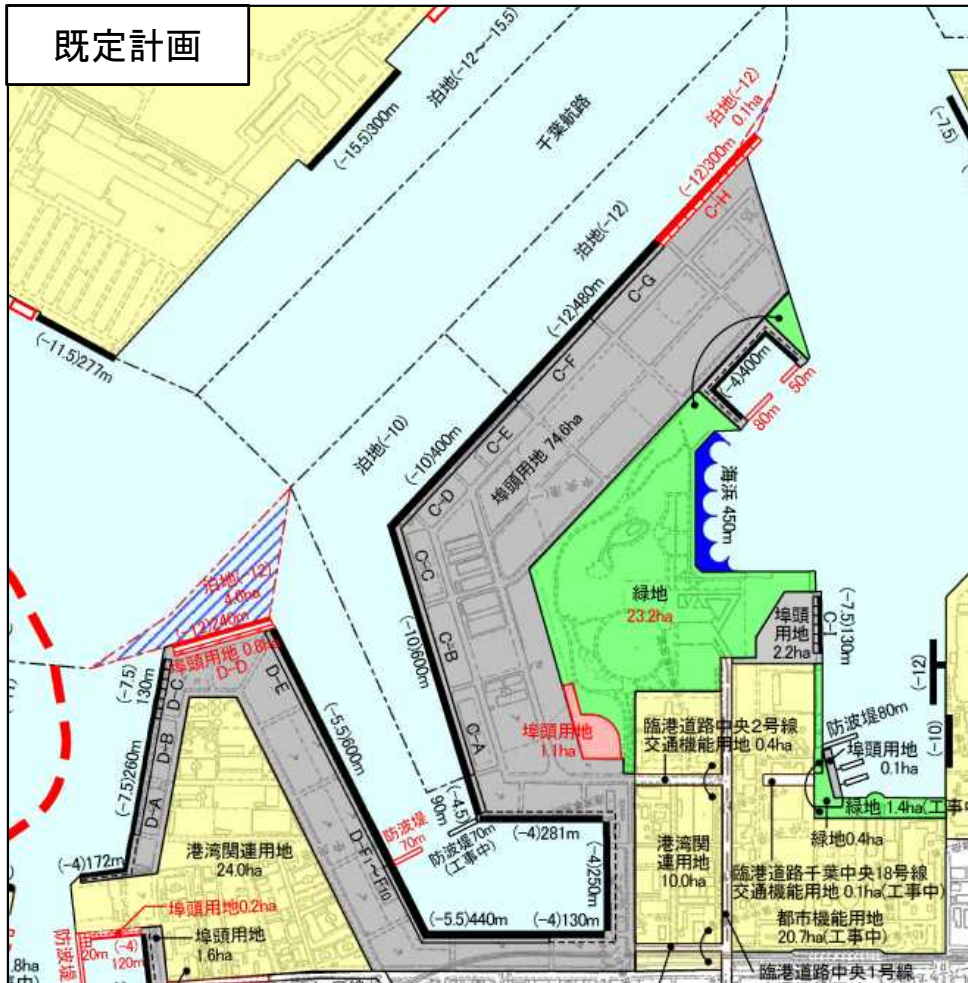 既定計画
泊地(-12～-15.5)
(-15.5)300m
千葉航路
泊地(-12)
0.1ha
(-12)300m
C-H
(-7.5)
泊地(-12)
(-12)480m
C-G
(-11.5)277m
C-F
(-4)400m
50m
80m
泊地(-10)
(-10)400m
C-E
埠頭用地 74.6ha
C-D
海浜 450m
C-C
泊地(-12)
4.0ha
(-12)240m
埠頭用地 0.8ha
D-D
緑地
23.2ha
埠頭
用地
2.2ha
C-I
(-7.5)130m
(-10)600m
C-B
(-7.5)
130m
D-C
D-E
(-12)
(-10)
D-B
(-7.5)260m
D-A
(-5.5)600m
C-A
埠頭用地
1.1ha
臨港道路中央2号線
交通機能用地 0.4ha
防波堤80m
埠頭用地
0.1ha
緑地 1.4ha(工事中
緑地0.4ha
(-4.5)
90m
防波堤70m
(工事中)
防波堤
70m
(-4)281m
(-4)250m
D-F1～F10
(-4)172m
港湾関連用地
24.0ha
港湾関
連用地
10.0ha
臨港道路千葉中央18号線
交通機能用地 0.1ha(工事中)
都市機能用地
20.7ha(工事中)
埠頭用地0.2ha
埠頭用地
1.6ha
(-5.5)440m
(-4)130m
防波堤
20m
(-4)
120m
.8ha
中)
臨港道路中央1号線